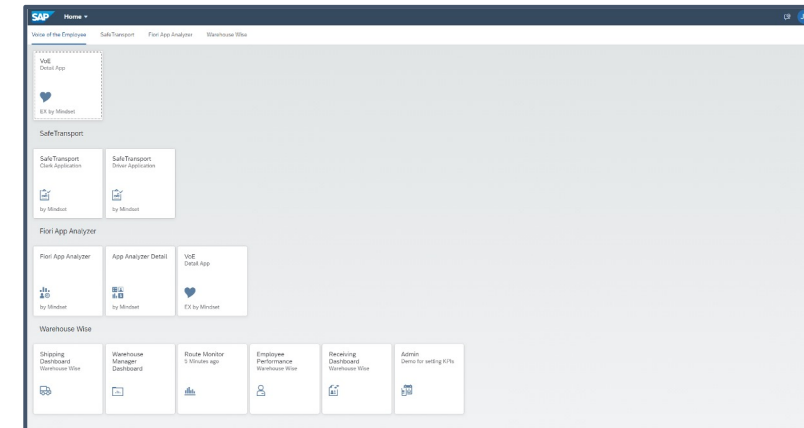 SAP Home
Voice of the Employee SafeTransport Fiori App Analyzer Warehouse Wise
VoE
Detail App
EX by Mindset
SafeTransport
SafeTransport
Clark Application
by Mindset
SafeTransport
Driver Application
by Mindset
Fiori App Analyzer
Fiori App Analyzer
by Mindset
App Analyzer Detail
by Mindset
VoE
Detail App
EX by Mindset
Warehouse Wise
Shipping
Dashboard
Warehouse Wise
Warehouse
Manager
Dashboard
Route Monitor
5 Minutes ago
Employee
Performance
Warehouse Wise
Receiving
Dashboard
Warehouse Wise
Admin
Demo for setting KPIs